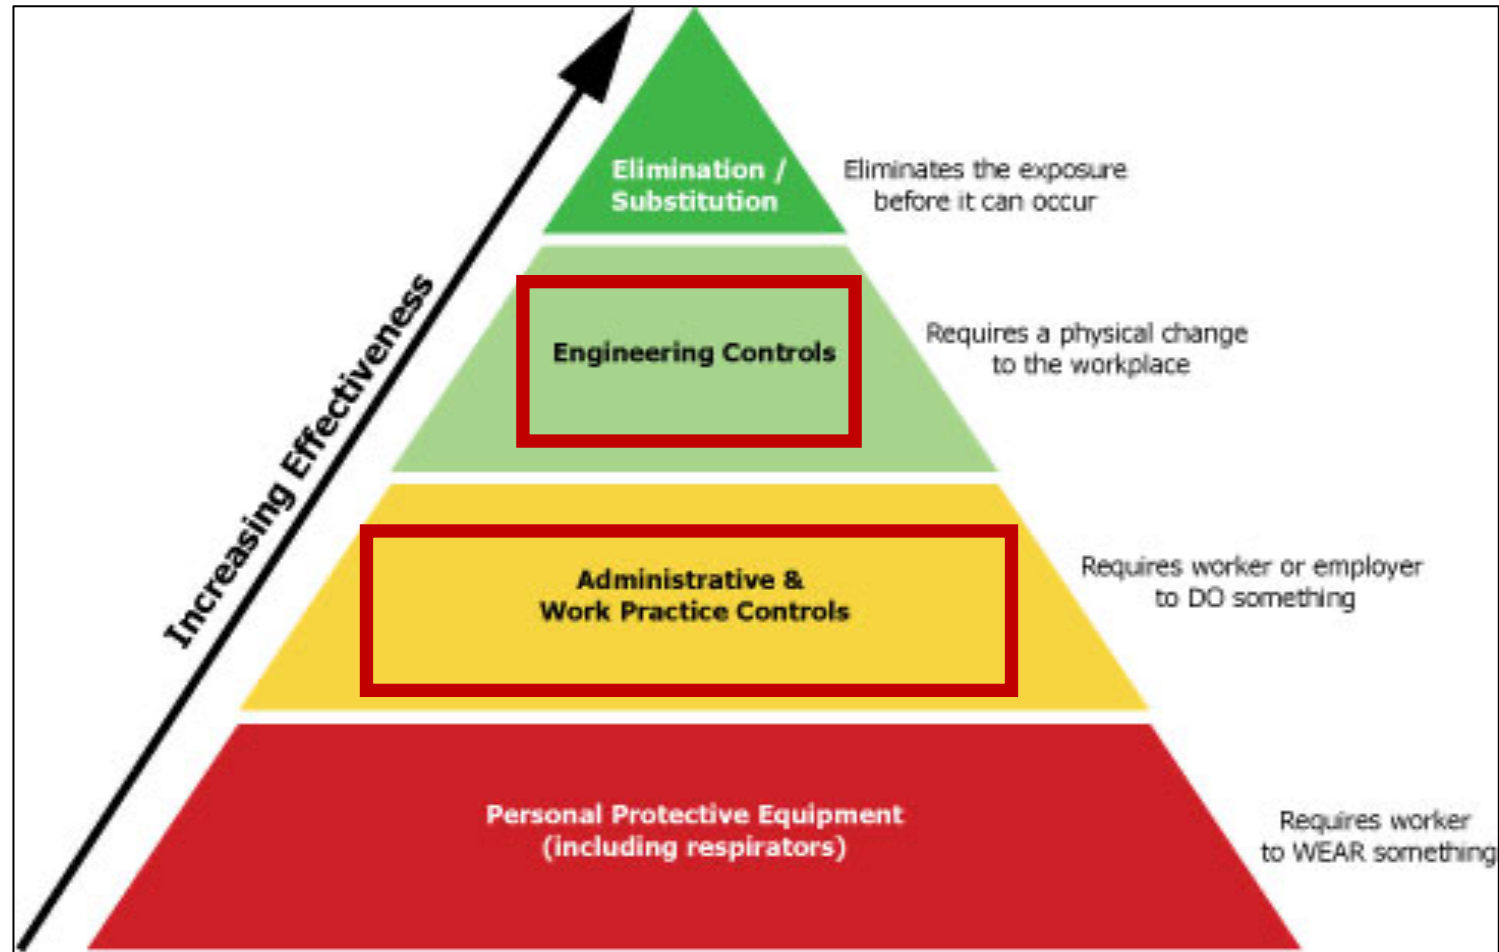 Elimination /
Substitution
Eliminates the exposure
before it can occur
Increasing Effectiveness
Engineering Controls
Requires a physical change
to the workplace
Administrative &
Work Practice Controls
Requires worker or employer
to DO something
Personal Protective Equipment
(including respirators)
Requires worker
to WEAR something